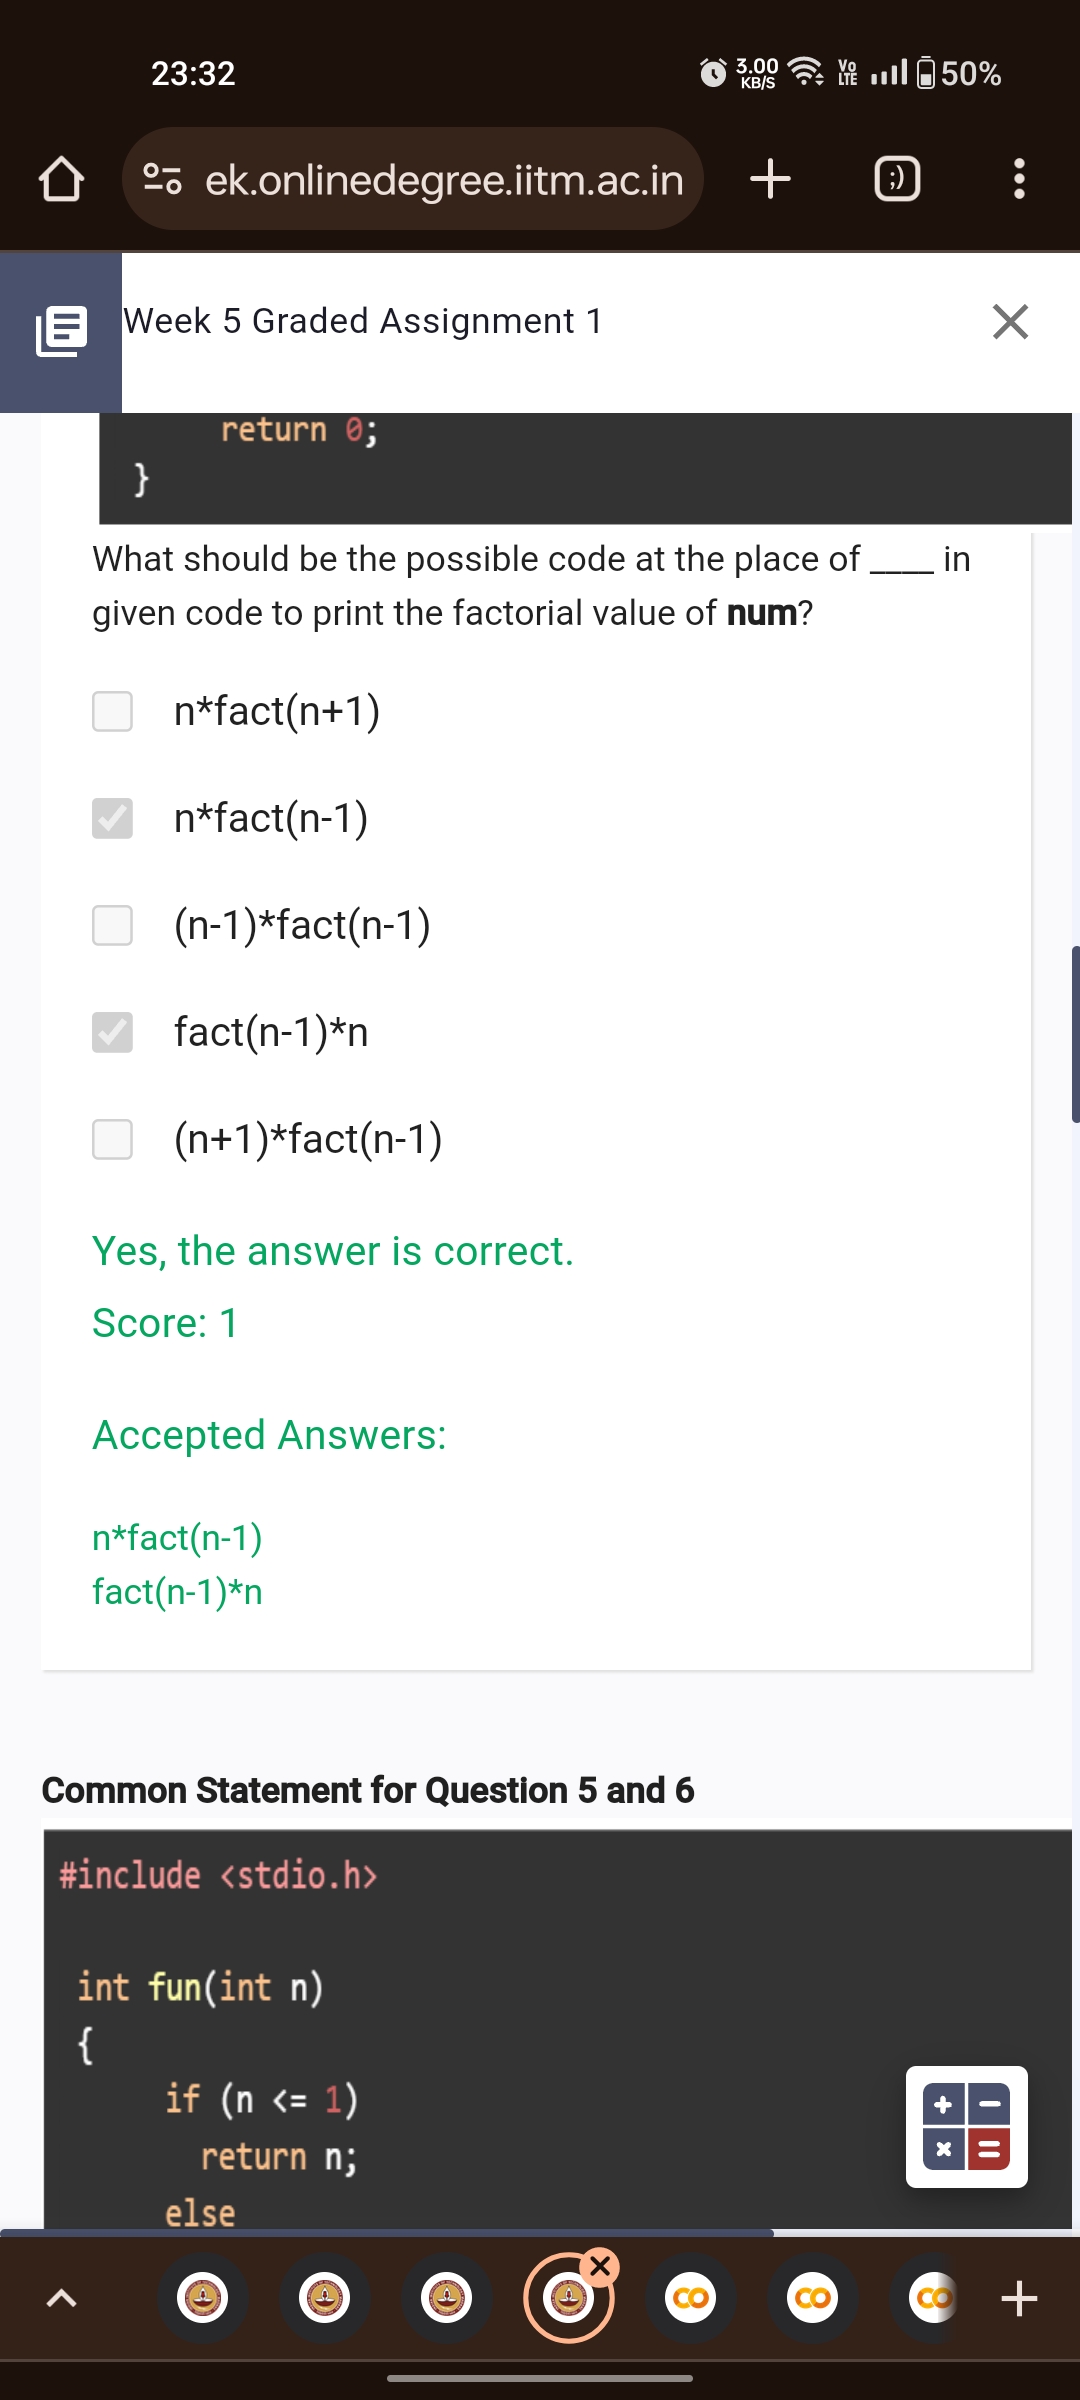 23:32
3.00
KB/S
Vo
LTE
50%
ek.onlinedegree.iitm.ac.in
:)
Week 5 Graded Assignment 1
return 0;
}
What should be the possible code at the place of ____ in
given code to print the factorial value of num?
n*fact(n+1)
n*fact(n-1)
(n-1)*fact(n-1)
fact(n-1)*n
(n+1)*fact(n-1)
Yes, the answer is correct.
Score: 1
Accepted Answers:
n*fact(n-1)
fact(n-1)*n
Common Statement for Question 5 and 6
#include <stdio.h>
int fun(int n)
{
if (n <= 1)
return n;
else